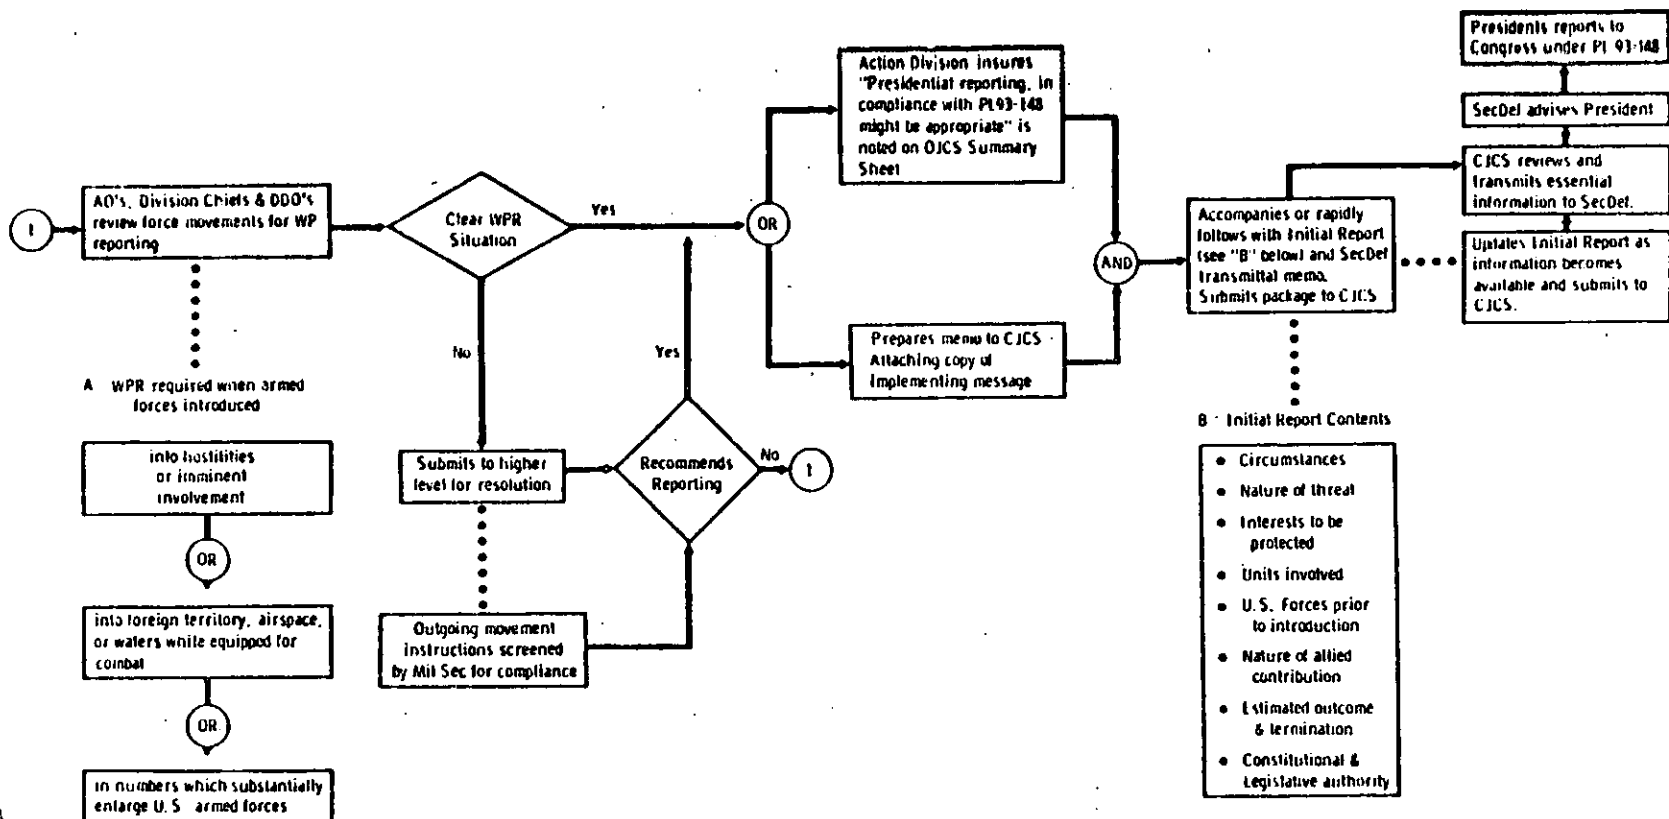 Presidents reports to
Congress under PL 93-148
SecDef advises President
CJCS reviews and
transmits essential
information to SecDef.
Updates Initial Report as
information becomes
available and submits to
CJCS.
Action Division insures
"Presidential reporting, in
compliance with PL 93-148
might be appropriate" is
noted on OJCS Summary
Sheet
1
AO's, Division Chiefs & DDO's
review force movements for WP
reporting
Clear WPR
Situation
Yes
OR
AND
Accompanies or rapidly
follows with Initial Report
(see "B" below) and SecDef
transmittal memo.
Submits package to CJCS
No
Yes
Prepares memo to CJCS
Attaching copy of
Implementing message
A WPR required when armed
forces introduced
into hostilities
or imminent
involvement
OR
into foreign territory, airspace,
or waters while equipped for
combat
OR
in numbers which substantially
enlarge U.S armed forces
Submits to higher
level for resolution
Recommends
Reporting
No
1
Outgoing movement
instructions screened
by Mil Sec for compliance
B Initial Report Contents
• Circumstances
• Nature of threat
• Interests to be
protected
• Units involved
• U.S. Forces prior
to introduction
• Nature of allied
contribution
• Estimated outcome
& termination
• Constitutional &
Legislative authority